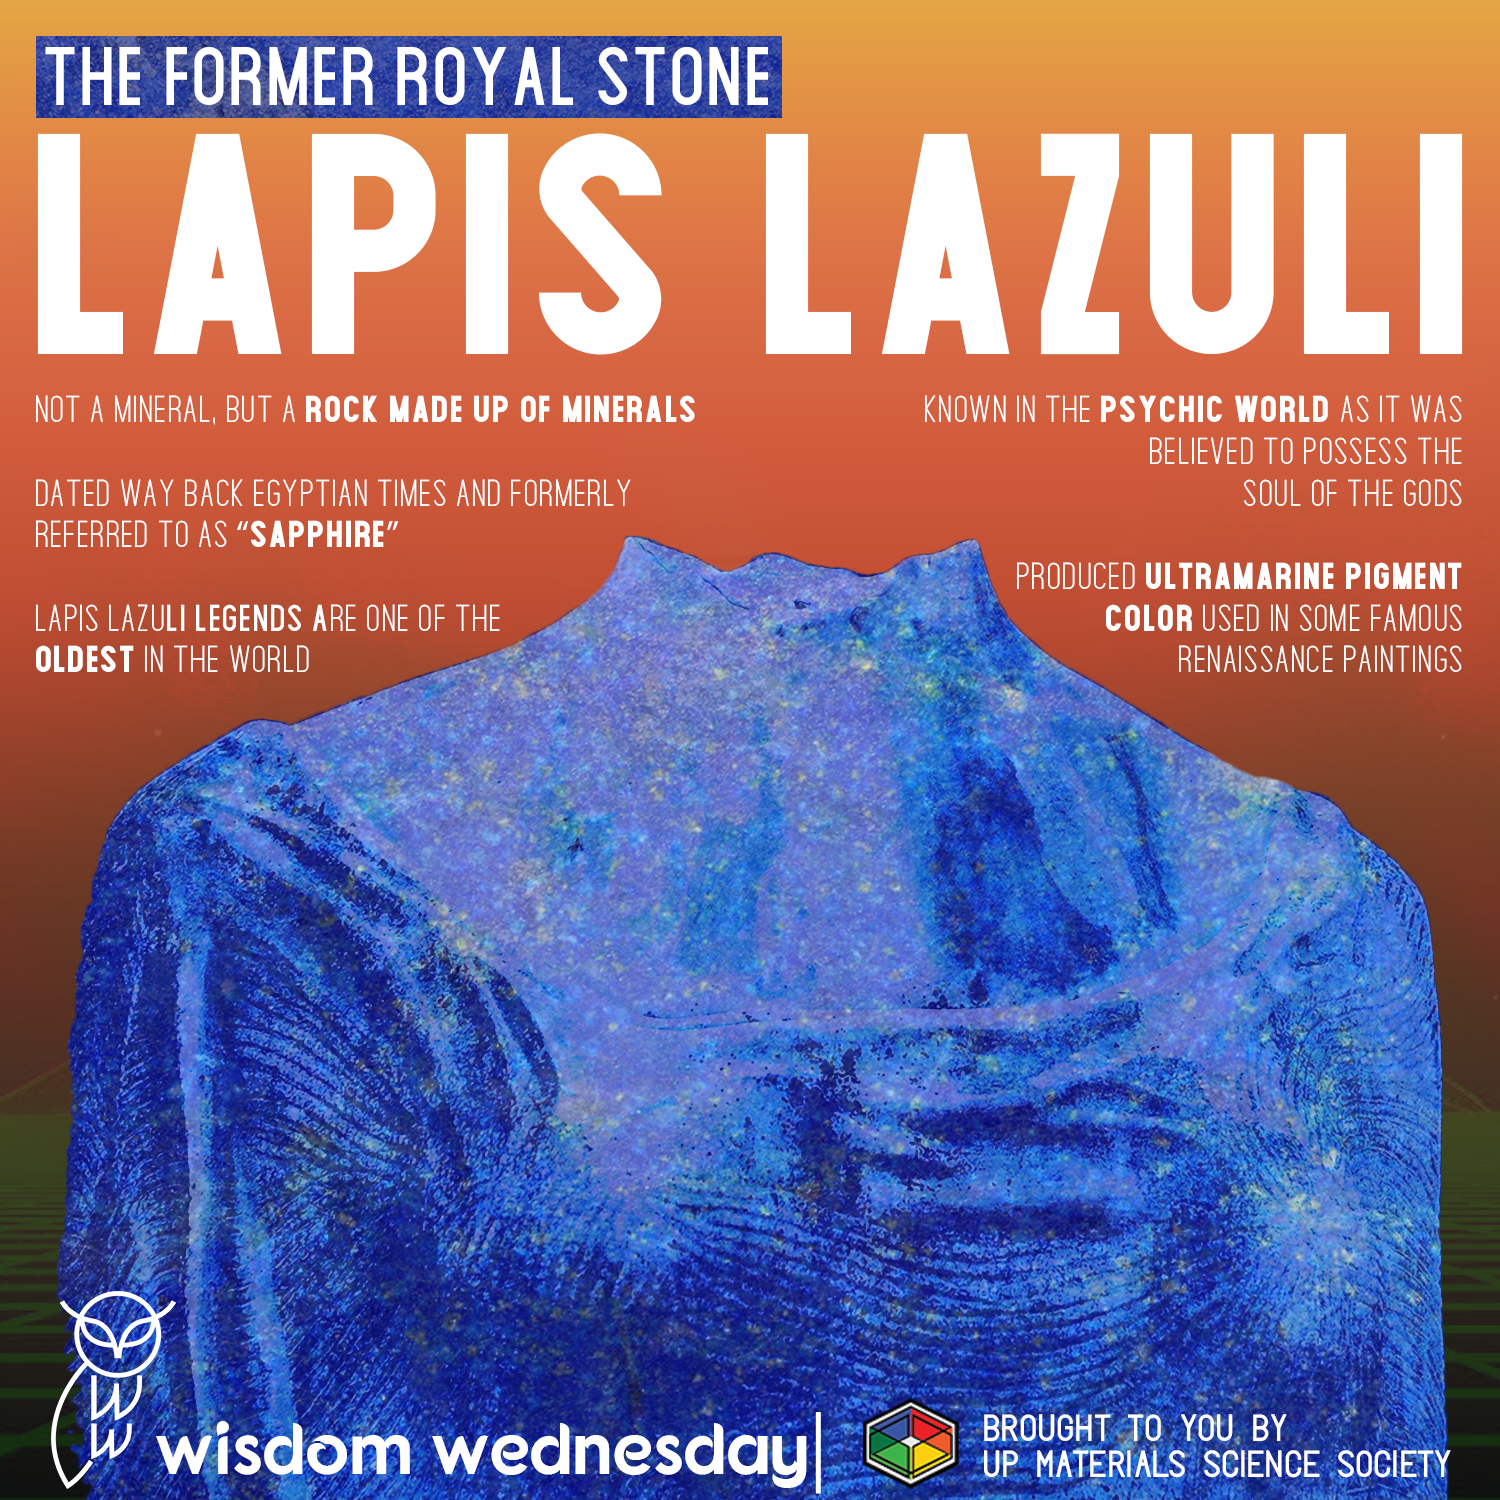 THE FORMER ROYAL STONE
LAPIS LAZULI
NOT A MINERAL, BUT A ROCK MADE UP OF MINERALS
DATED WAY BACK EGYPTIAN TIMES AND FORMERLY
REFERRED TO AS “SAPPHIRE”
LAPIS LAZULI LEGENDS ARE ONE OF THE
OLDEST IN THE WORLD
KNOWN IN THE PSYCHIC WORLD AS IT WAS
BELIEVED TO POSSESS THE
SOUL OF THE GODS
PRODUCED ULTRAMARINE PIGMENT
COLOR USED IN SOME FAMOUS
RENAISSANCE PAINTINGS
wisdom wednesday
BROUGHT TO YOU BY
UP MATERIALS SCIENCE SOCIETY